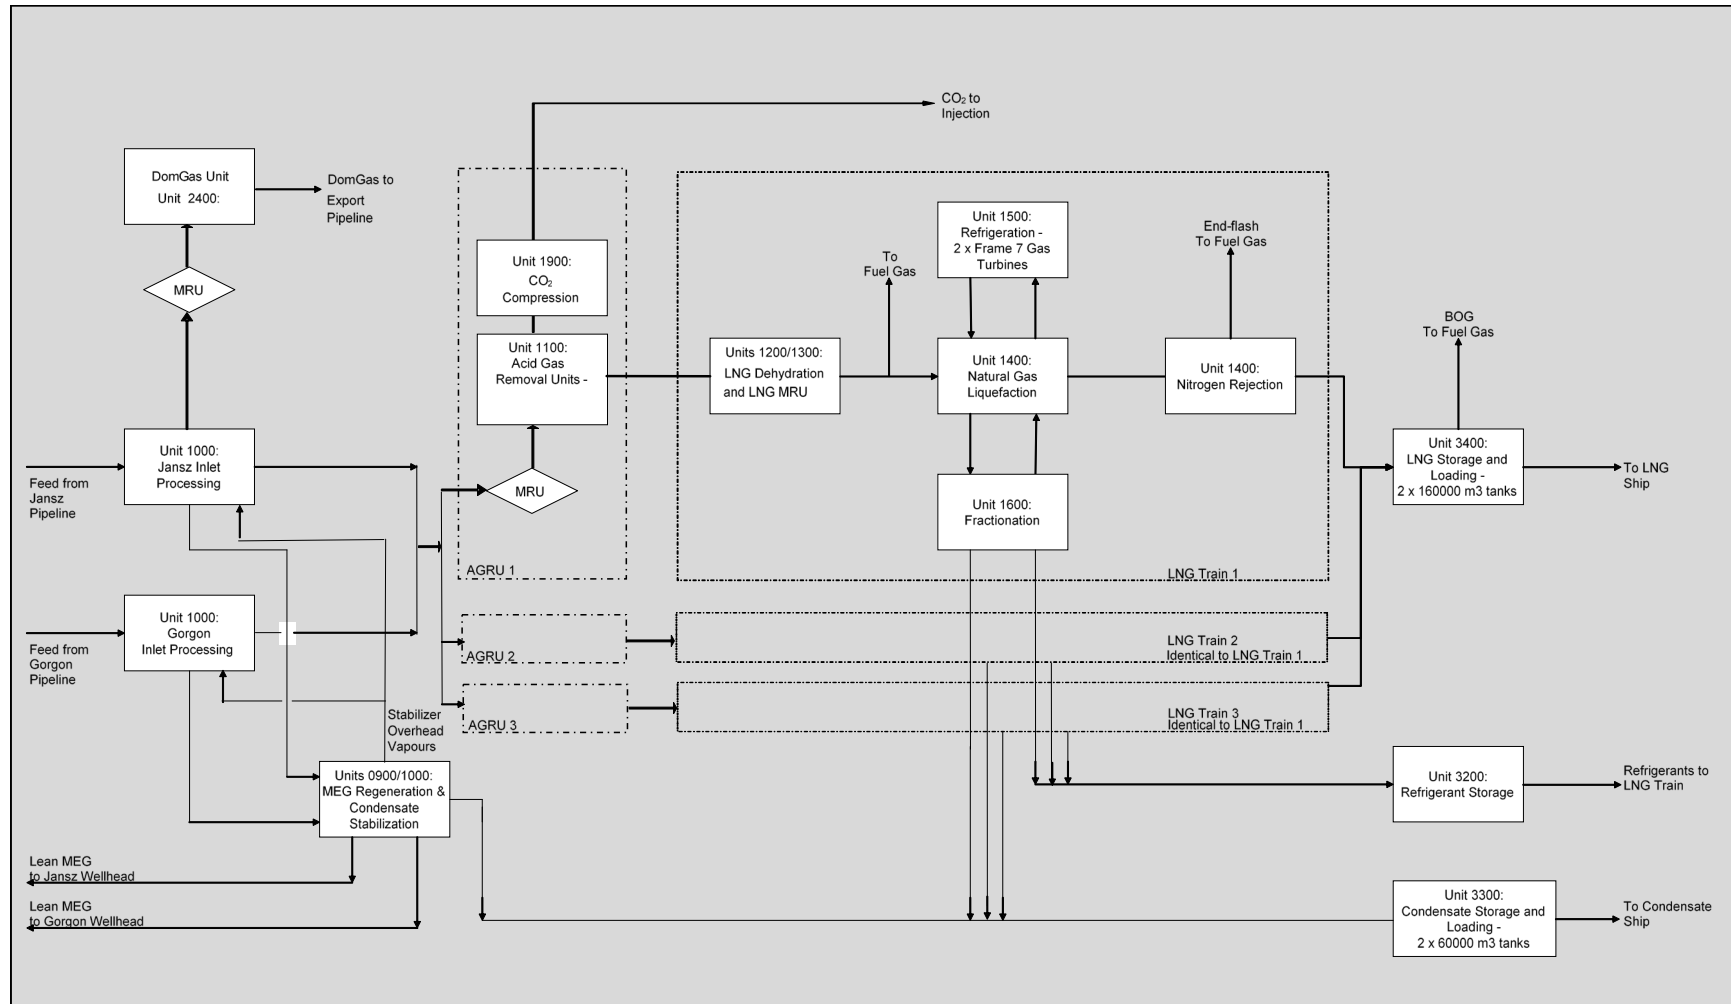 CO₂ to
Injection
DomGas Unit
Unit 2400:
DomGas to
Export
Pipeline
MRU
Unit 1900:
CO₂
Compression
Unit 1100:
Acid Gas
Removal Units -
MRU
AGRU 1
Units 1200/1300:
LNG Dehydration
and LNG MRU
To
Fuel Gas
Unit 1500:
Refrigeration -
2 x Frame 7 Gas
Turbines
Unit 1400:
Natural Gas
Liquefaction
End-flash
To Fuel Gas
Unit 1400:
Nitrogen Rejection
Unit 1600:
Fractionation
LNG Train 1
BOG
To Fuel Gas
Unit 3400:
LNG Storage and
Loading -
2 x 160000 m3 tanks
To LNG
Ship
Unit 1000:
Jansz Inlet
Processing
Feed from
Jansz
Pipeline
Unit 1000:
Gorgon
Inlet Processing
Feed from
Gorgon
Pipeline
AGRU 2
LNG Train 2
Identical to LNG Train 1
AGRU 3
LNG Train 3
Identical to LNG Train 1
Stabilizer
Overhead
Vapours
Units 0900/1000:
MEG Regeneration &
Condensate
Stabilization
Unit 3200:
Refrigerant Storage
Refrigerants to
LNG Train
Lean MEG
to Jansz Wellhead
Lean MEG
to Gorgon Wellhead
Unit 3300:
Condensate Storage and
Loading -
2 x 60000 m3 tanks
To Condensate
Ship